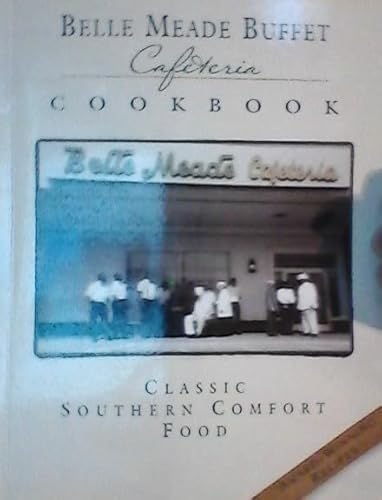 BELLE MEADE BUFFET
Cafeteria
COOKBOOK
Belle Meade Cafeteria
CLASSIC
SOUTHERN COMFORT
FOOD